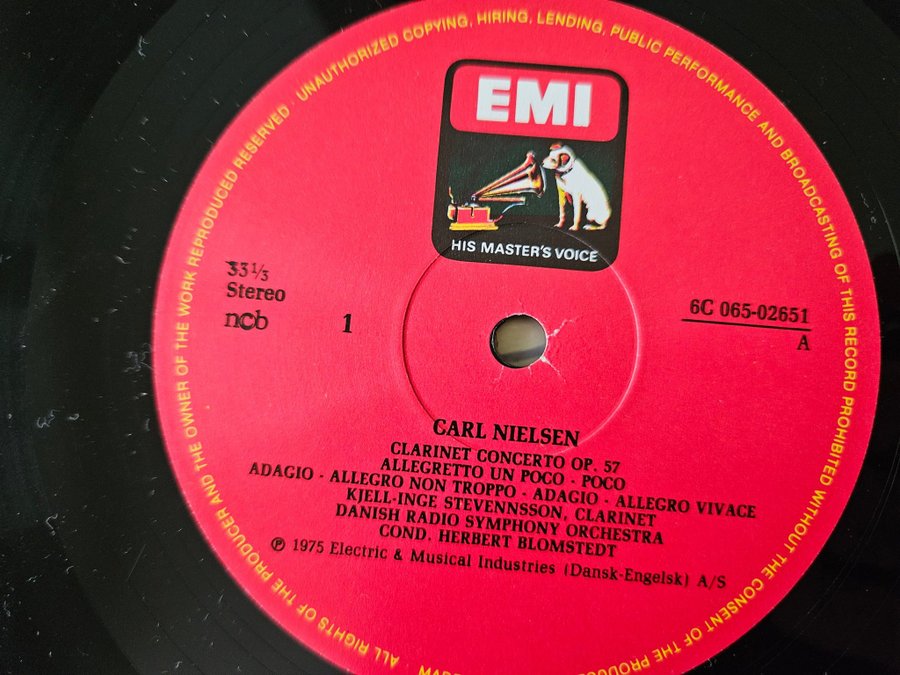 EMI
HIS MASTER'S VOICE
33 1/3
Stereo
ncb
1
6C 065-02651
A
CARL NIELSEN
CLARINET CONCERTO OP. 57
ALLEGRETTO UN POCO - POCO
ADAGIO - ALLEGRO NON TROPPO - ADAGIO - ALLEGRO VIVACE
KJELL-INGE STEVENNSSON, CLARINET
DANISH RADIO SYMPHONY ORCHESTRA
COND. HERBERT BLOMSTEDT
℗ 1975 Electric & Musical Industries (Dansk-Engelsk) A/S
ALL RIGHTS OF THE PRODUCER AND THE OWNER OF THE WORK REPRODUCED RESERVED · UNAUTHORIZED COPYING, HIRING, LENDING, PUBLIC PERFORMANCE AND BROADCASTING OF THIS RECORD PROHIBITED WITHOUT THE CONSENT OF THE